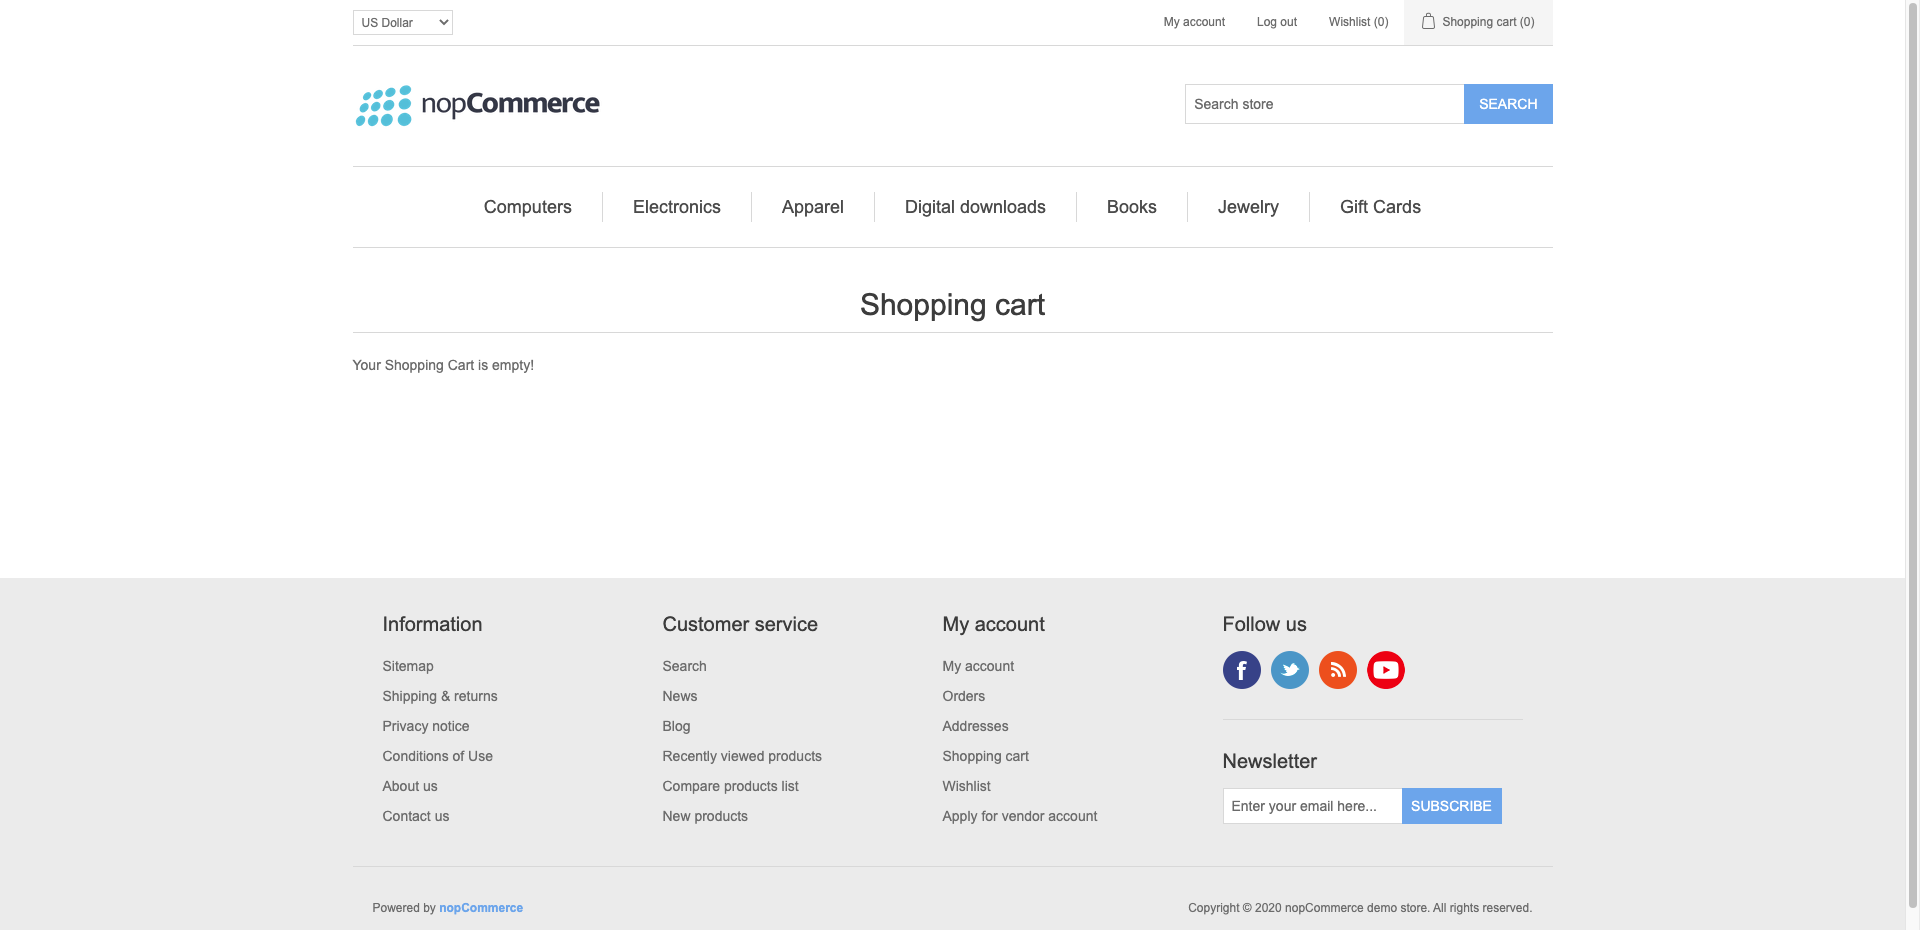 US Dollar
My account
Log out
Wishlist (0)
Shopping cart (0)
nopCommerce
Search store
SEARCH
Computers
Electronics
Apparel
Digital downloads
Books
Jewelry
Gift Cards
Shopping cart
Your Shopping Cart is empty!
Information
Sitemap
Shipping & returns
Privacy notice
Conditions of Use
About us
Contact us
Customer service
Search
News
Blog
Recently viewed products
Compare products list
New products
My account
My account
Orders
Addresses
Shopping cart
Wishlist
Apply for vendor account
Follow us
Newsletter
Enter your email here...
SUBSCRIBE
Powered by nopCommerce
Copyright © 2020 nopCommerce demo store. All rights reserved.